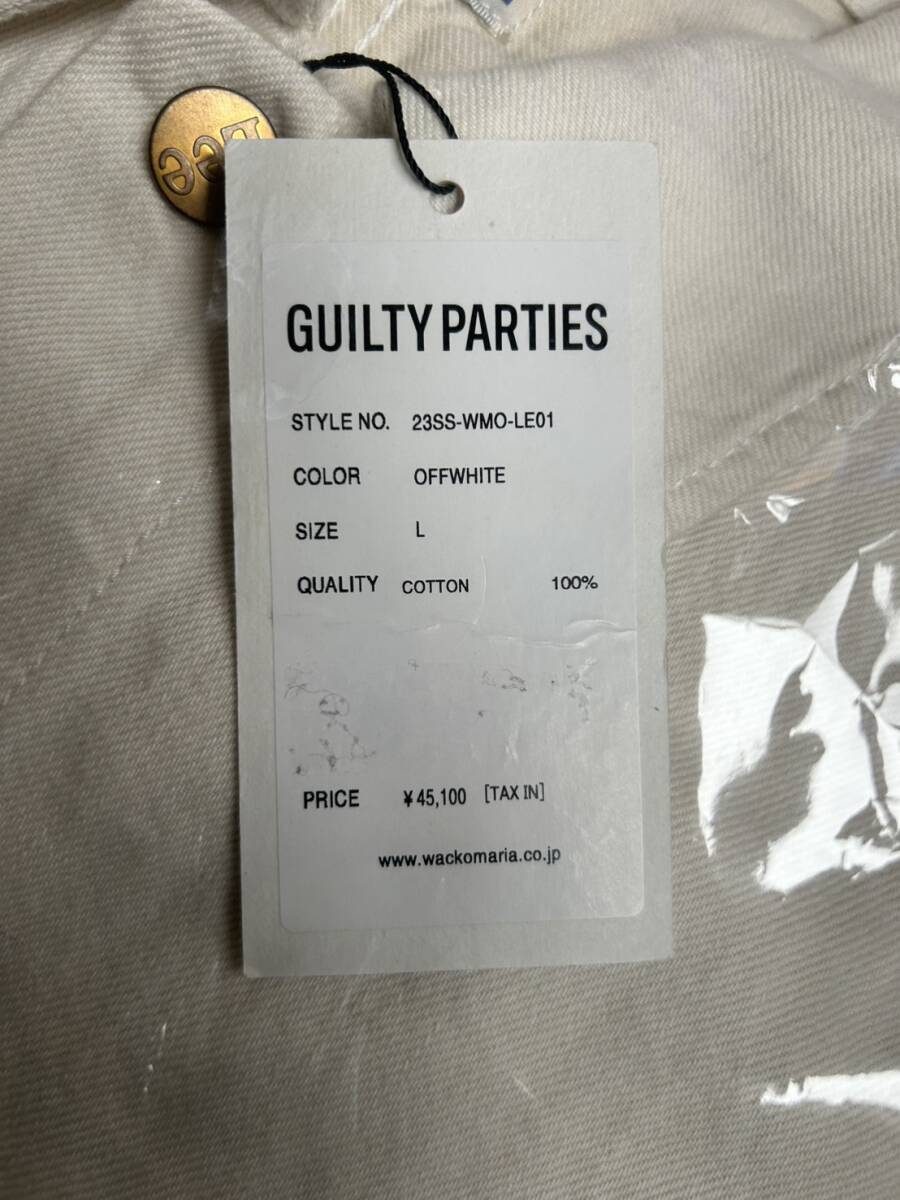 Lee
GUILTY PARTIES
STYLE NO. 23SS-WMO-LE01
COLOR OFFWHITE
SIZE L
QUALITY COTTON 100%
PRICE ¥45,100 [TAX IN]
www.wackomaria.co.jp